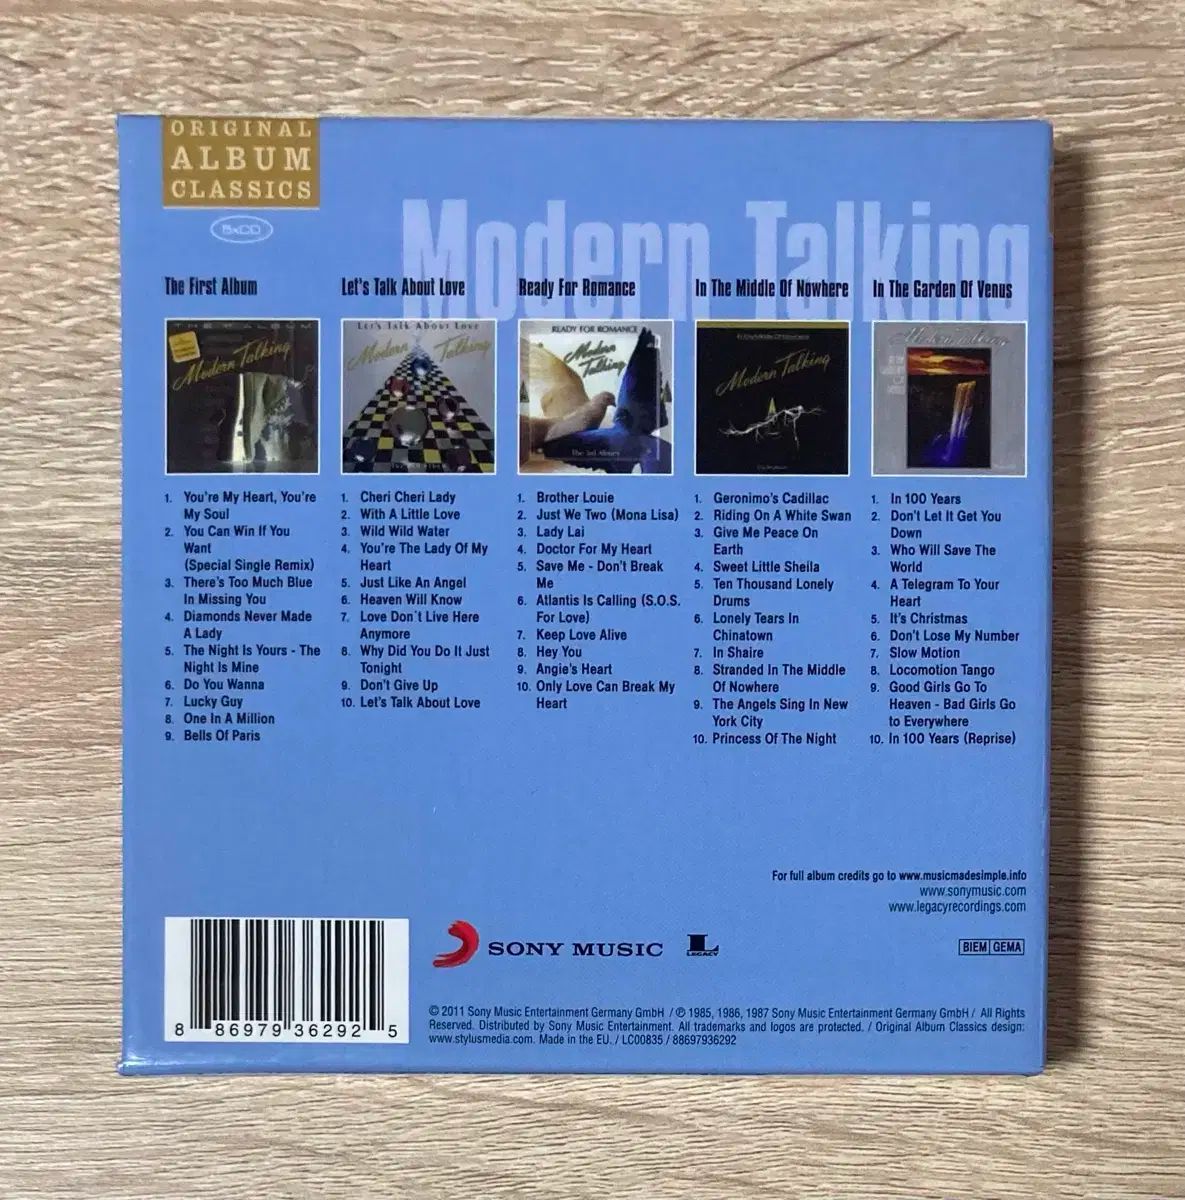 ORIGINAL
ALBUM
CLASSICS
5xCD
Modern Talking
The First Album
THE 1st ALBUM
Modern Talking
1. You're My Heart, You're
My Soul
2. You Can Win If You
Want
(Special Single Remix)
3. There's Too Much Blue
In Missing You
4. Diamonds Never Made
A Lady
5. The Night Is Yours - The
Night Is Mine
6. Do You Wanna
7. Lucky Guy
8. One In A Million
9. Bells Of Paris
Let's Talk About Love
Let's Talk About Love
Modern Talking
1. Cheri Cheri Lady
2. With A Little Love
3. Wild Wild Water
4. You're The Lady Of My
Heart
5. Just Like An Angel
6. Heaven Will Know
7. Love Don´t Live Here
Anymore
8. Why Did You Do It Just
Tonight
9. Don't Give Up
10. Let's Talk About Love
Ready For Romance
READY FOR ROMANCE
Modern
Talking
The 3rd Album
1. Brother Louie
2. Just We Two (Mona Lisa)
3. Lady Lai
4. Doctor For My Heart
5. Save Me - Don't Break
Me
6. Atlantis Is Calling (S.O.S.
For Love)
7. Keep Love Alive
8. Hey You
9. Angie's Heart
10. Only Love Can Break My
Heart
In The Middle Of Nowhere
Modern Talking
1. Geronimo's Cadillac
2. Riding On A White Swan
3. Give Me Peace On
Earth
4. Sweet Little Sheila
5. Ten Thousand Lonely
Drums
6. Lonely Tears In
Chinatown
7. In Shaire
8. Stranded In The Middle
Of Nowhere
9. The Angels Sing In New
York City
10. Princess Of The Night
In The Garden Of Venus
Modern Talking
1. In 100 Years
2. Don't Let It Get You
Down
3. Who Will Save The
World
4. A Telegram To Your
Heart
5. It's Christmas
6. Don't Lose My Number
7. Slow Motion
8. Locomotion Tango
9. Good Girls Go To
Heaven - Bad Girls Go
to Everywhere
10. In 100 Years (Reprise)
For full album credits go to www.musicmadesimple.info
www.sonymusic.com
www.legacyrecordings.com
8 86979 36292 5
SONY MUSIC
L
LEGACY
BIEM GEMA
© 2011 Sony Music Entertainment Germany GmbH / ℗ 1985, 1986, 1987 Sony Music Entertainment Germany GmbH / All Rights
Reserved. Distributed by Sony Music Entertainment. All trademarks and logos are protected. / Original Album Classics design:
www.stylusmedia.com. Made in the EU. / LC00835 / 88697936292